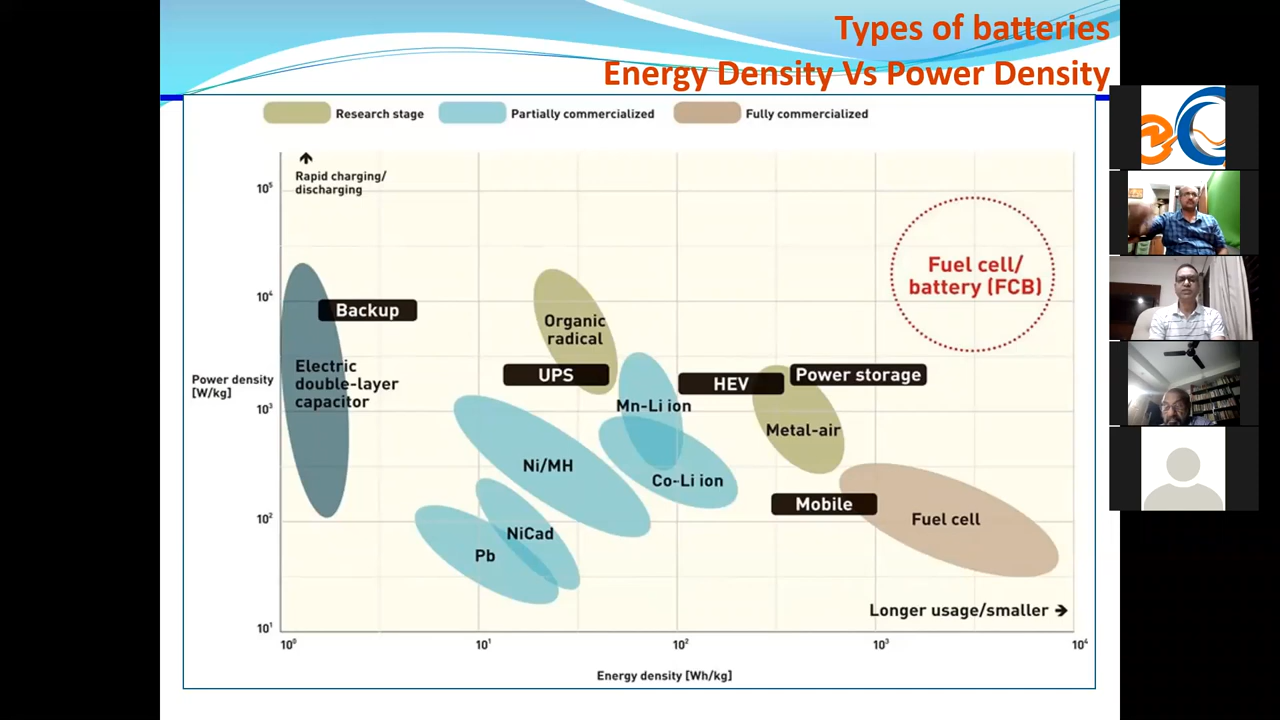 Types of batteries
Energy Density Vs Power Density
Research stage
Partially commercialized
Fully commercialized
Rapid charging/
discharging
10⁵
Fuel cell/
battery (FCB)
10⁴
Backup
Organic
radical
Electric
double-layer
capacitor
UPS
HEV
Power storage
Power density
[W/kg]
10³
Mn-Li ion
Metal-air
Ni/MH
Co-Li ion
Mobile
10²
Fuel cell
NiCad
Pb
Longer usage/smaller
10¹
10⁰
10¹
10²
10³
10⁴
Energy density [Wh/kg]